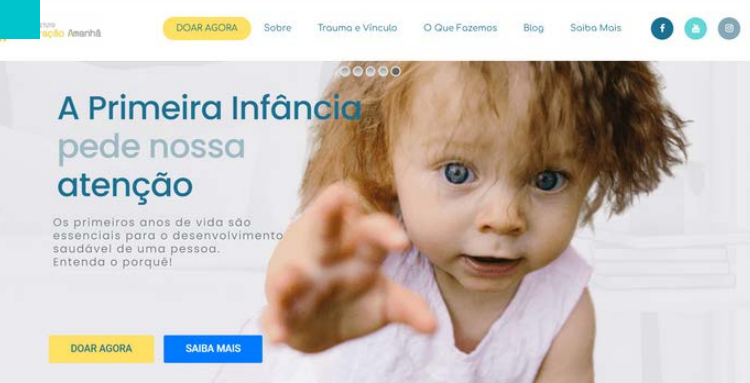 ração Amanhã
DOAR AGORA
Sobre
Trauma e Vínculo
O Que Fazemos
Blog
Saiba Mais
A Primeira Infância
pede nossa
atenção
Os primeiros anos de vida são
essenciais para o desenvolvimento
saudável de uma pessoa.
Entenda o porquê!
DOAR AGORA
SAIBA MAIS